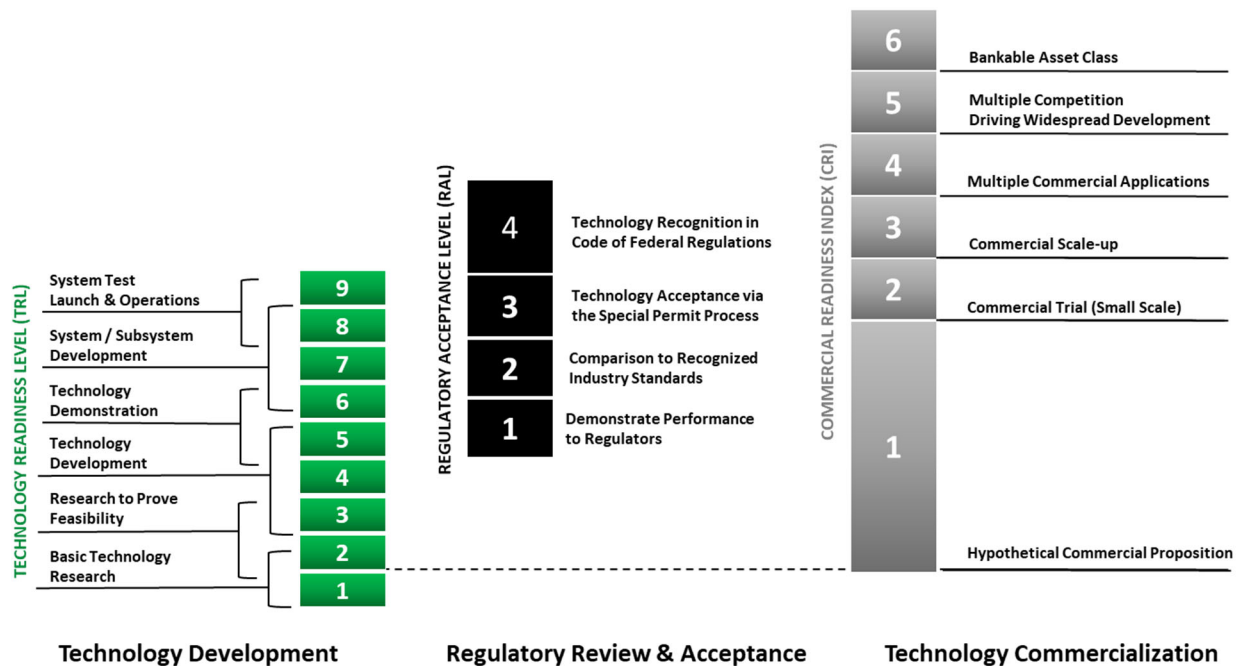 TECHNOLOGY READINESS LEVEL (TRL)
System Test
Launch & Operations
System / Subsystem
Development
Technology
Demonstration
Technology
Development
Research to Prove
Feasibility
Basic Technology
Research
9
8
7
6
5
4
3
2
1
Technology Development
REGULATORY ACCEPTANCE LEVEL (RAL)
4
Technology Recognition in
Code of Federal Regulations
3
Technology Acceptance via
the Special Permit Process
2
Comparison to Recognized
Industry Standards
1
Demonstrate Performance
to Regulators
Regulatory Review & Acceptance
COMMERCIAL READINESS INDEX (CRI)
6
Bankable Asset Class
5
Multiple Competition
Driving Widespread Development
4
Multiple Commercial Applications
3
Commercial Scale-up
2
Commercial Trial (Small Scale)
1
Hypothetical Commercial Proposition
Technology Commercialization